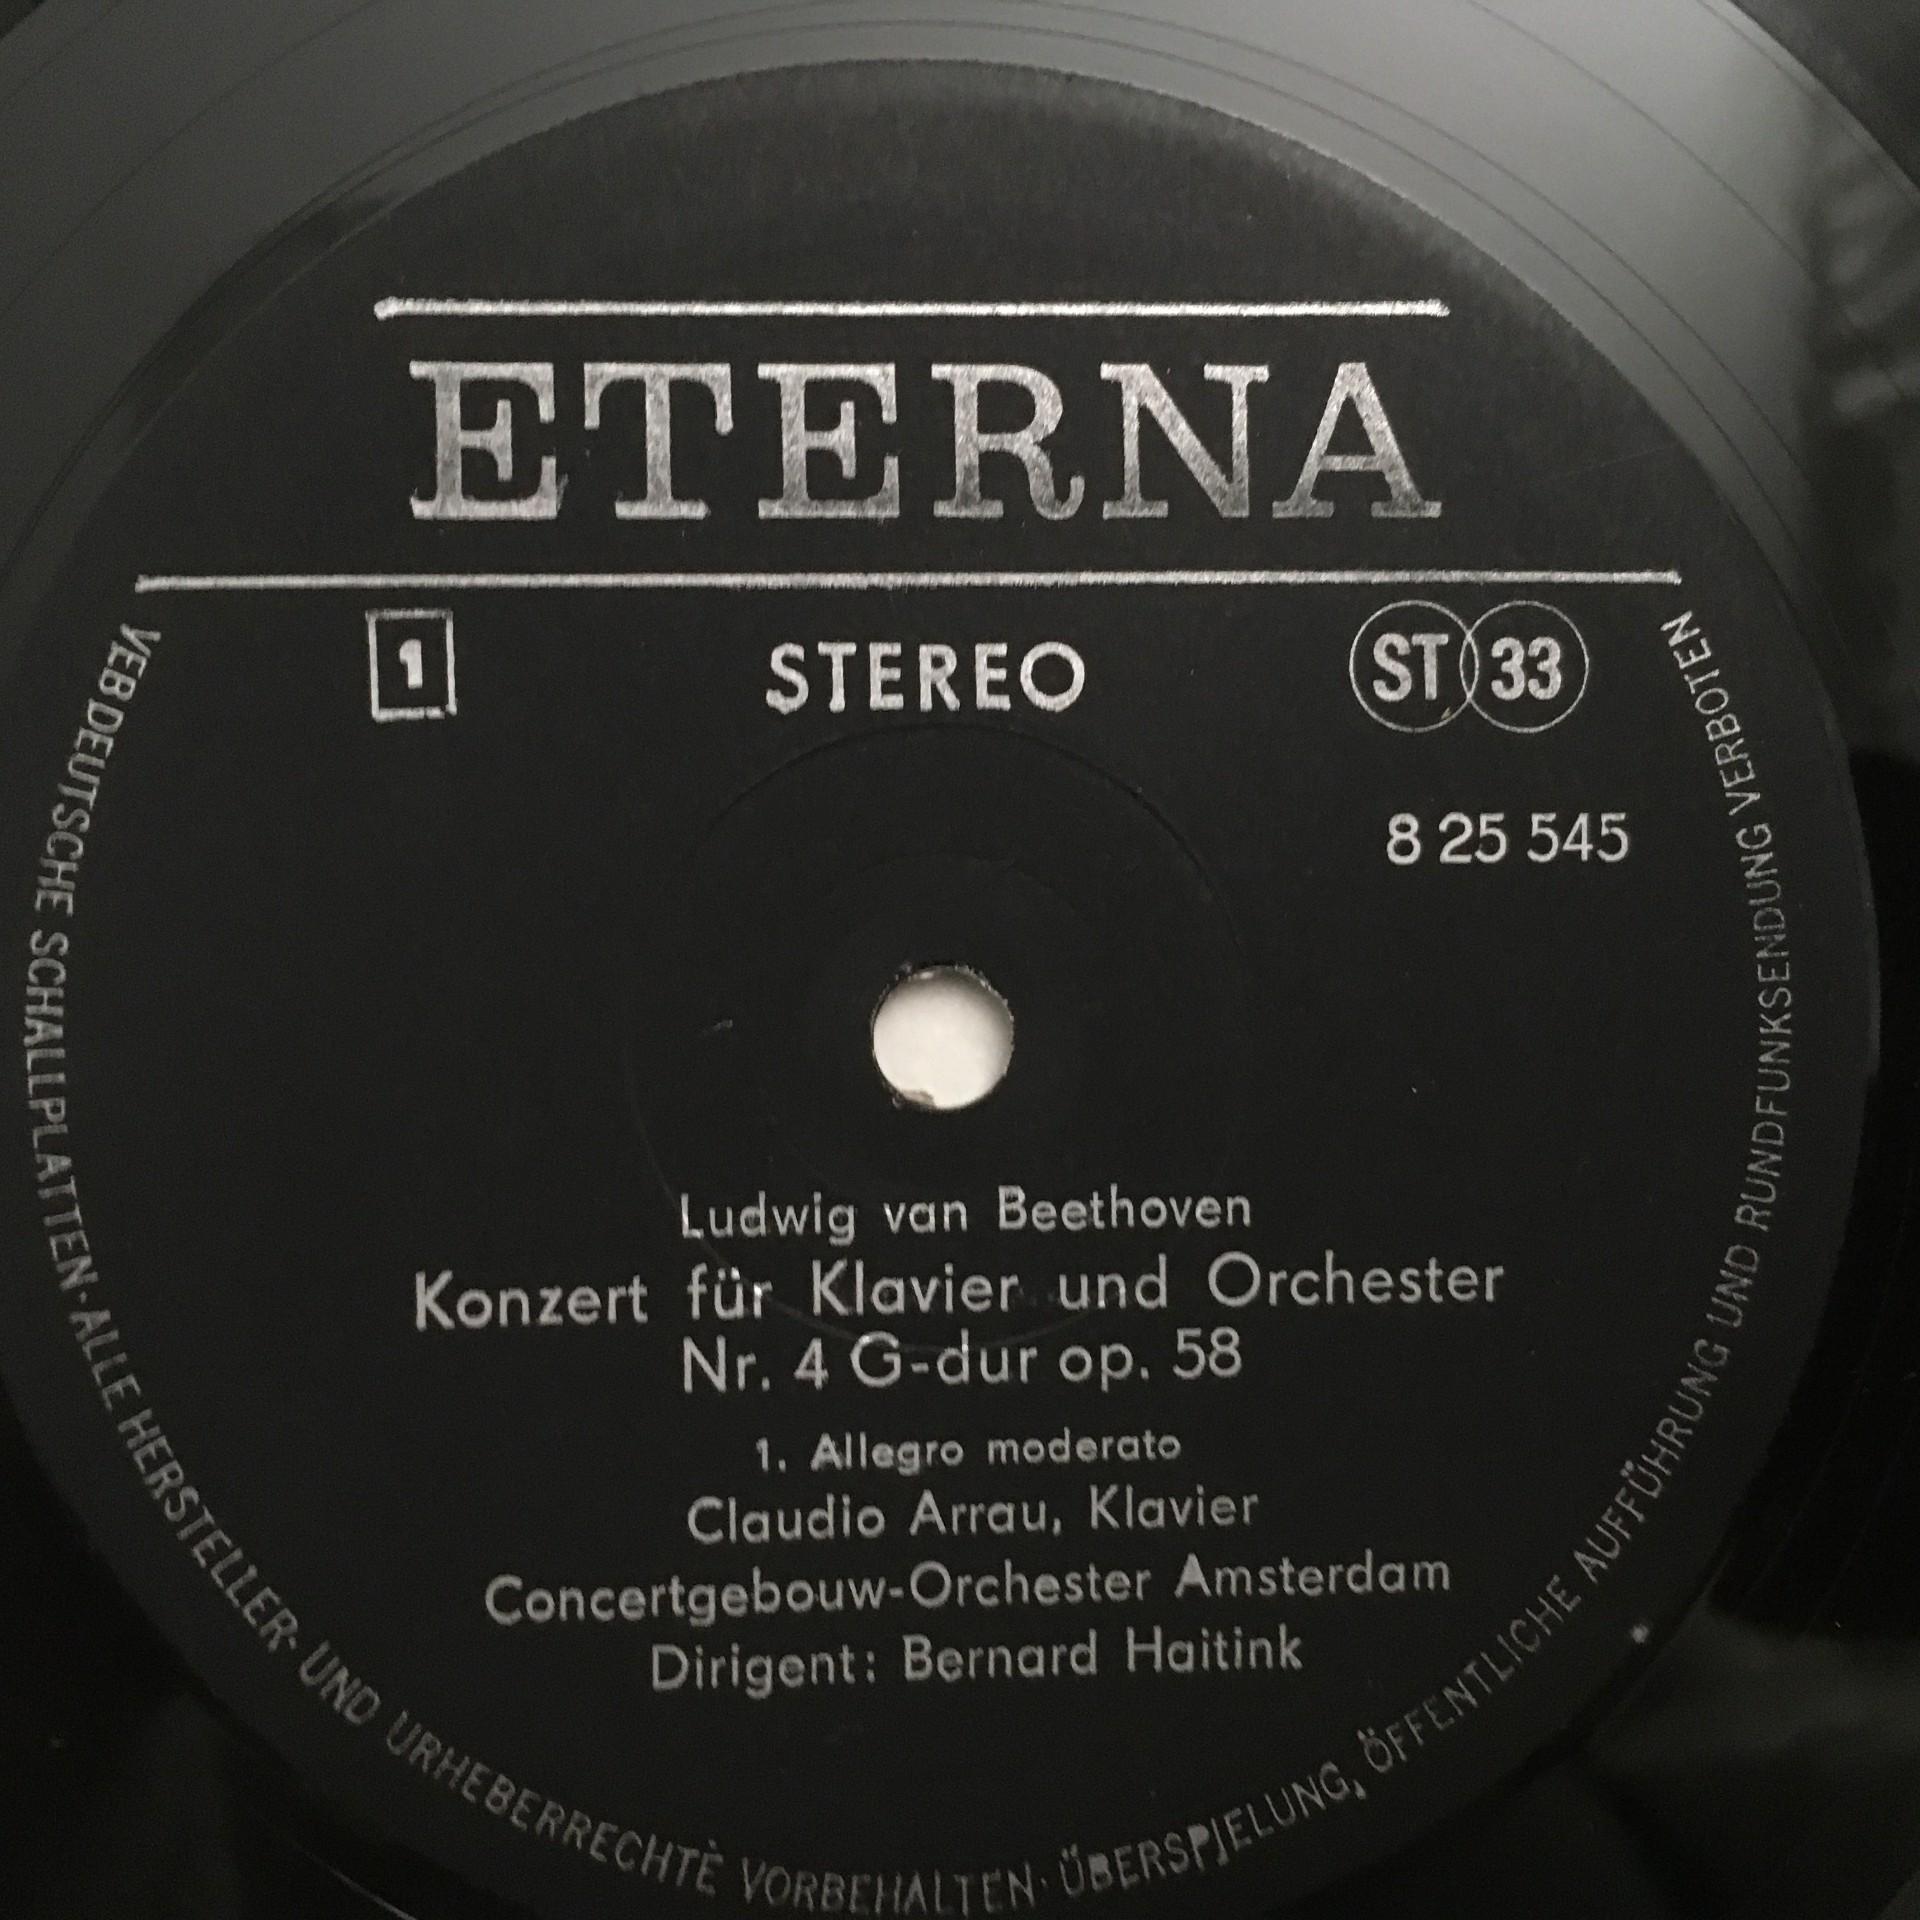 ETERNA
1 STEREO ST 33
8 25 545
Ludwig van Beethoven
Konzert für Klavier und Orchester
Nr. 4 G-dur op. 58
1. Allegro moderato
Claudio Arrau, Klavier
Concertgebouw-Orchester Amsterdam
Dirigent: Bernard Haitink
VEB DEUTSCHE SCHALLPLATTEN · ALLE HERSTELLER- UND URHEBERRECHTE VORBEHALTEN · ÜBERSPIELUNG, ÖFFENTLICHE AUFFÜHRUNG UND RUNDFUNKSENDUNG VERBOTEN